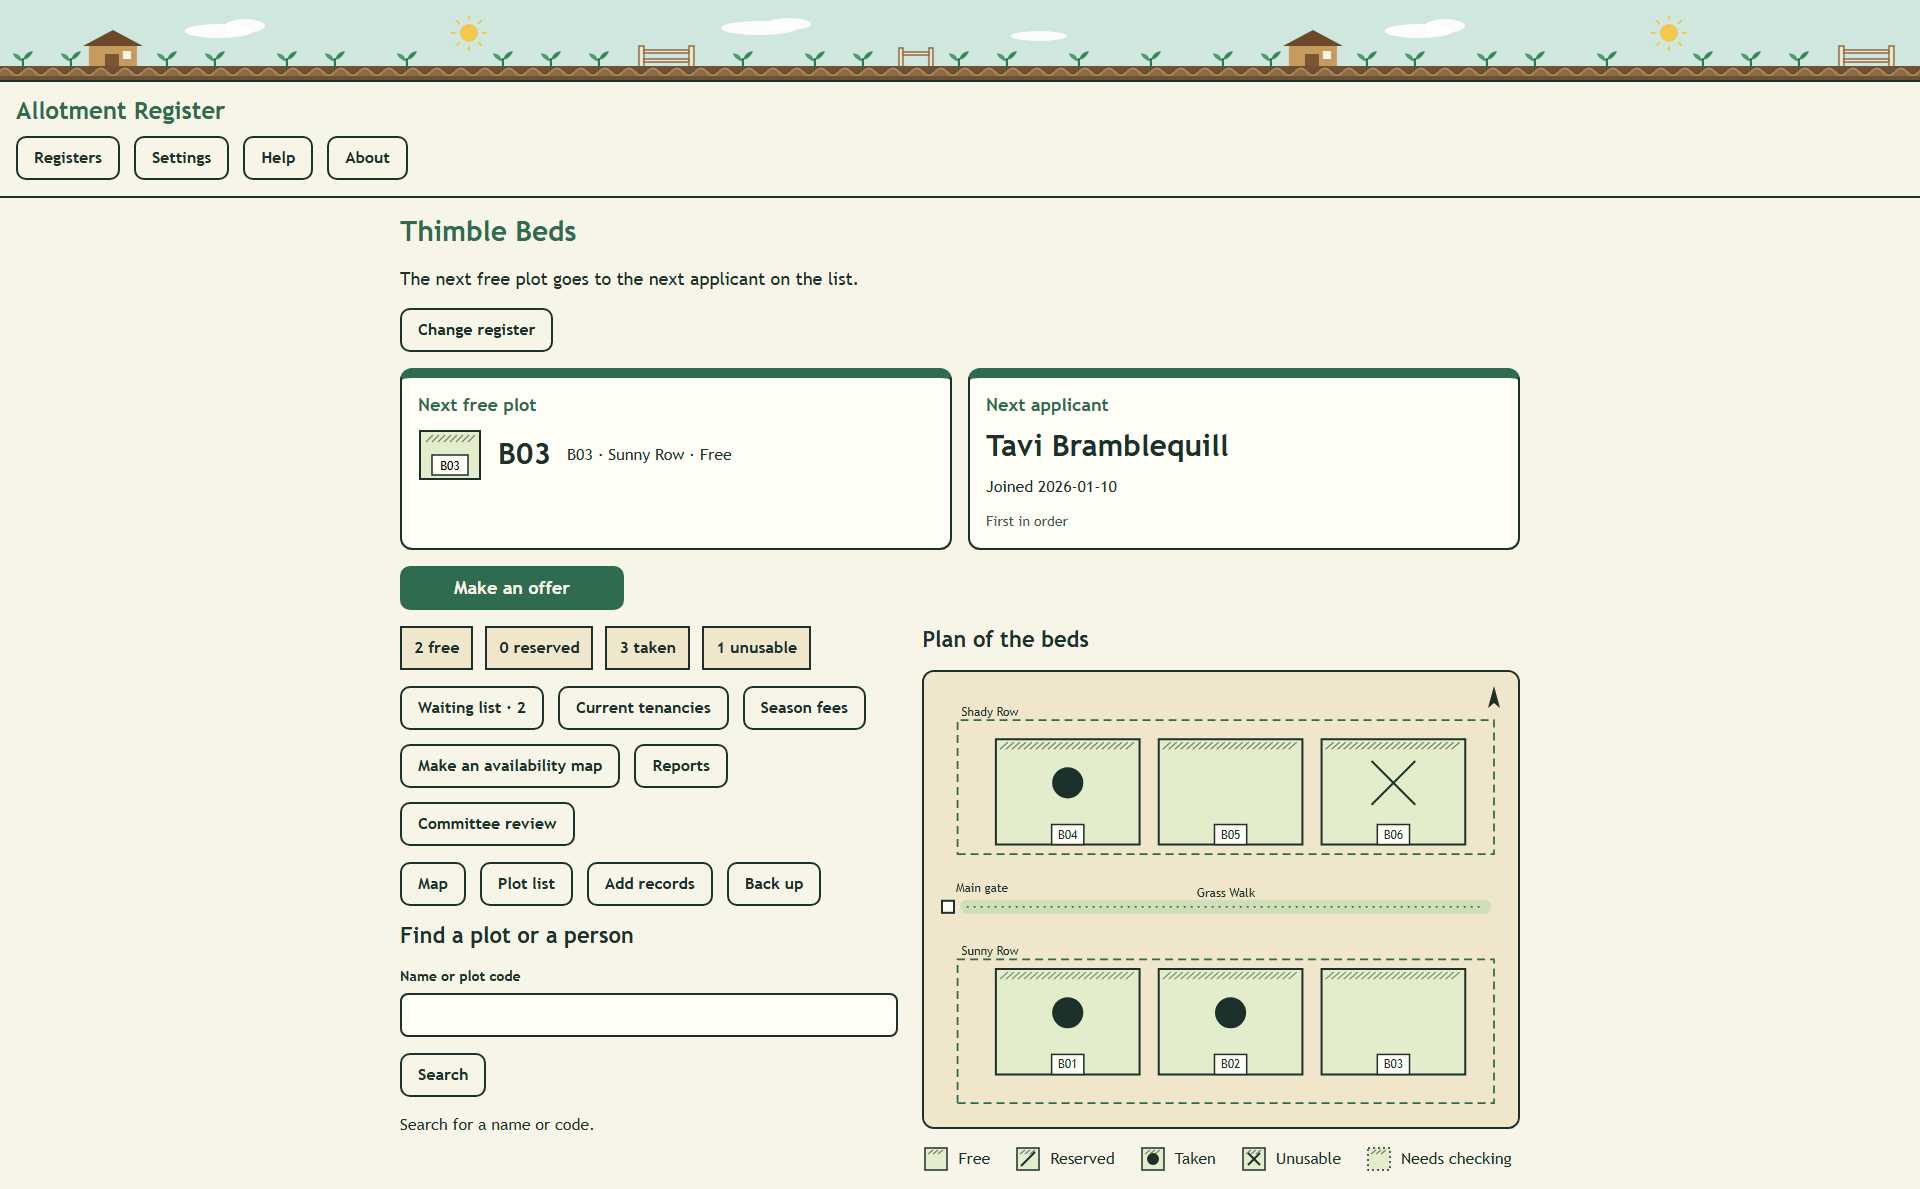 Allotment Register
Registers Settings Help About
Thimble Beds
The next free plot goes to the next applicant on the list.
Change register
Next free plot
B03
B03
B03 · Sunny Row · Free
Next applicant
Tavi Bramblequill
Joined 2026-01-10
First in order
Make an offer
2 free 0 reserved 3 taken 1 unusable
Waiting list · 2 Current tenancies Season fees
Make an availability map Reports
Committee review
Map Plot list Add records Back up
Find a plot or a person
Name or plot code
Search
Search for a name or code.
Plan of the beds
Shady Row
B04 B05 B06
Main gate
Grass Walk
Sunny Row
B01 B02 B03
Free Reserved Taken Unusable Needs checking